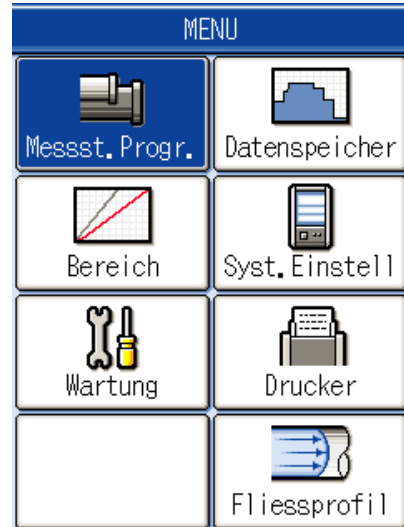 MENU
Messst.Progr.
Datenspeicher
Bereich
Syst.Einstell
Wartung
Drucker
Fliessprofil